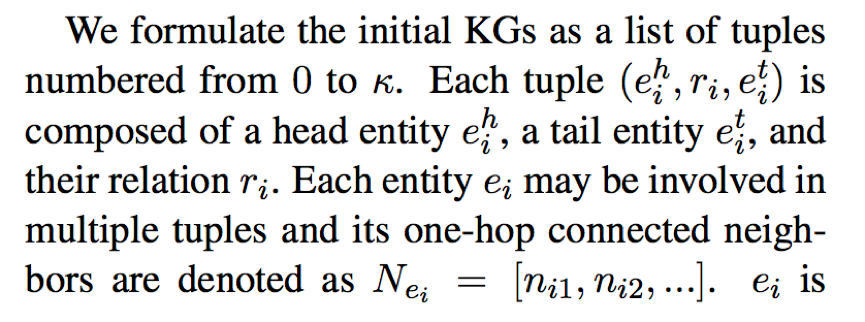 We formulate the initial KGs as a list of tuples
numbered from 0 to κ. Each tuple (e_i^h, r_i, e_i^t) is
composed of a head entity e_i^h, a tail entity e_i^t, and
their relation r_i. Each entity e_i may be involved in
multiple tuples and its one-hop connected neigh-
bors are denoted as N_{e_i} = [n_{i1}, n_{i2}, ...]. e_i is